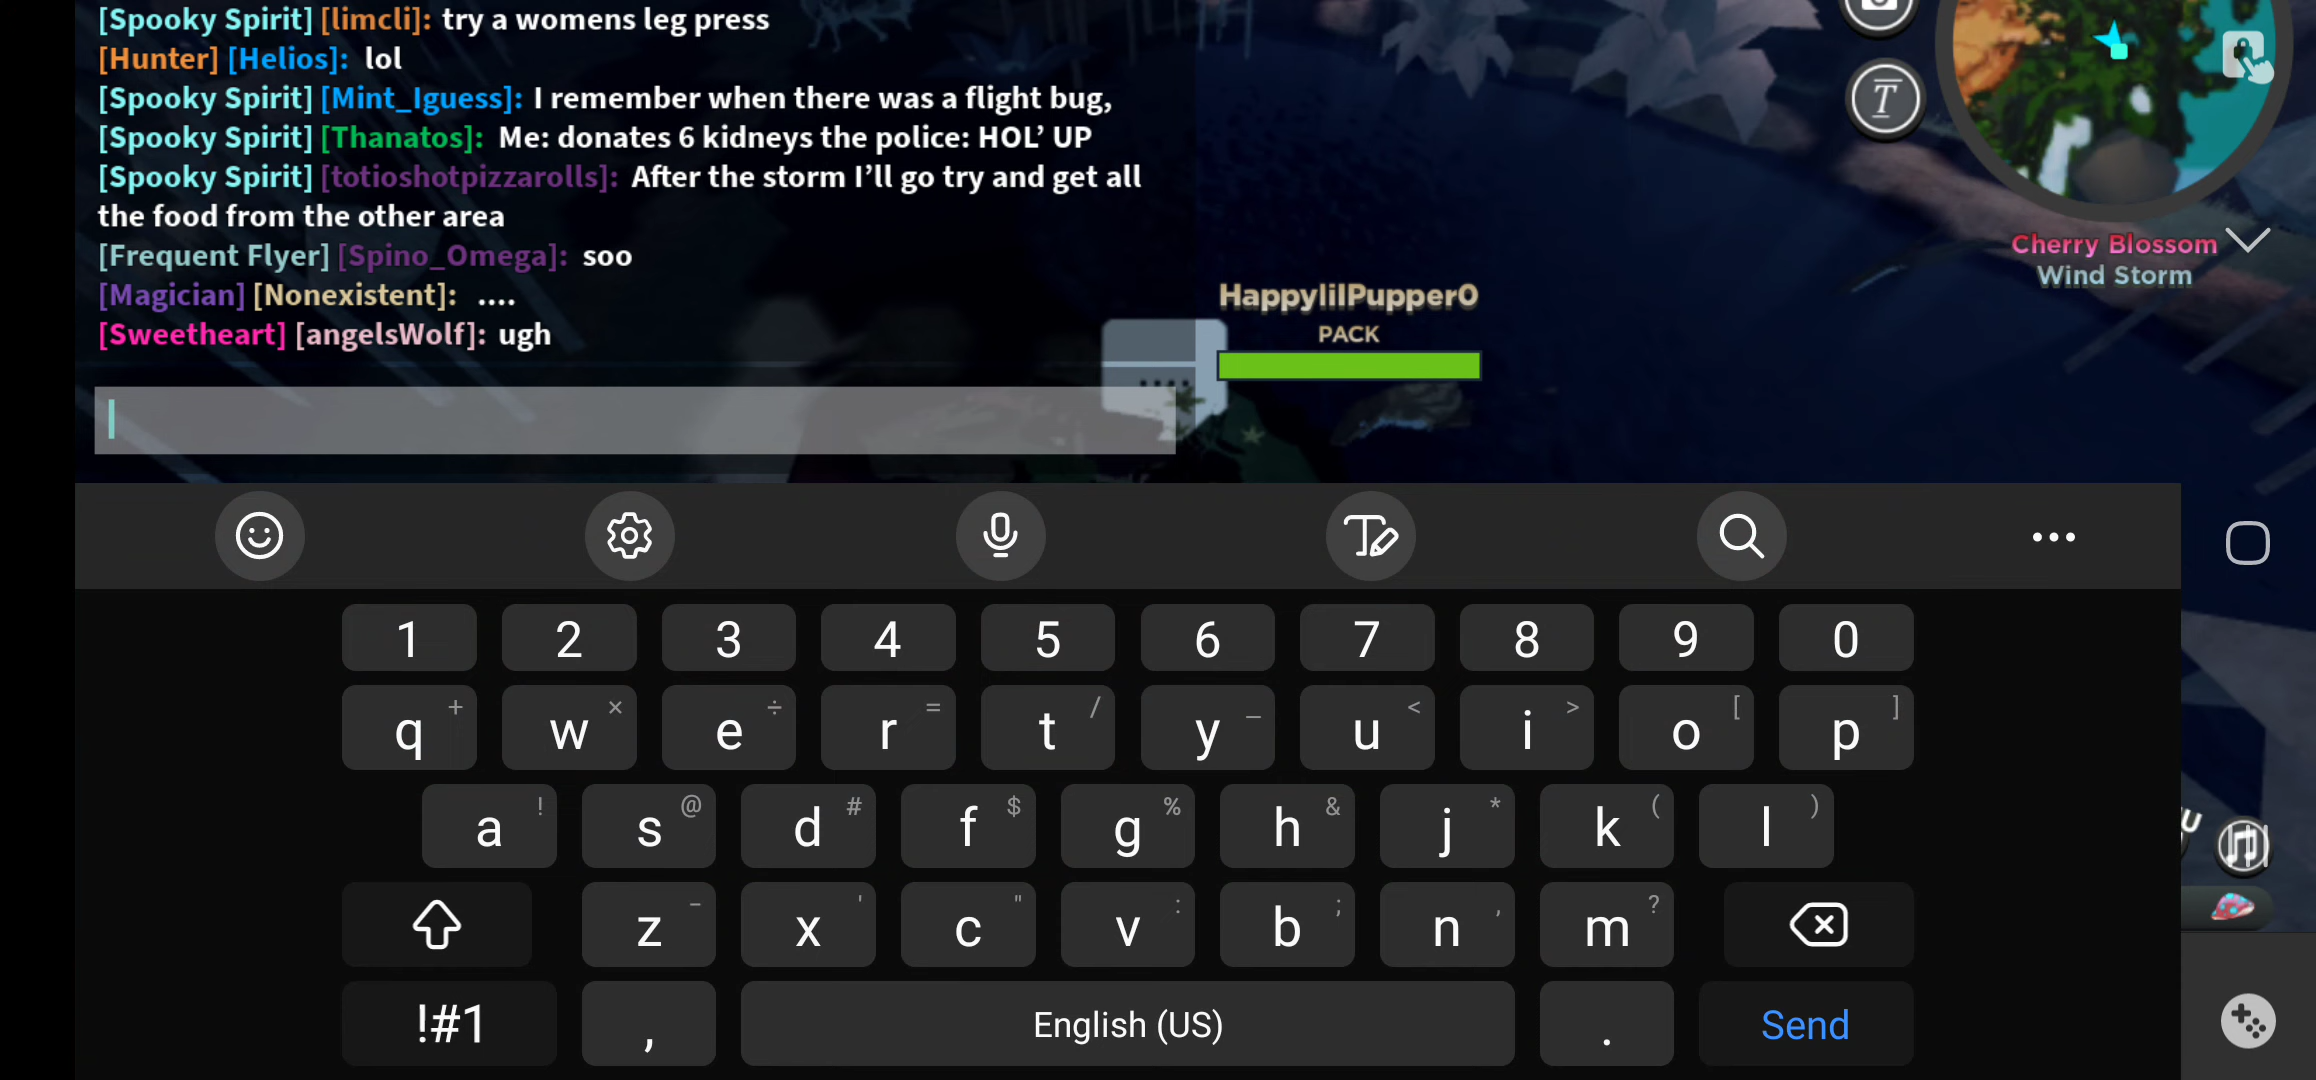 [Spooky Spirit] [limcli]: try a womens leg press
[Hunter] [Helios]: lol
[Spooky Spirit] [Mint_Iguess]: I remember when there was a flight bug,
[Spooky Spirit] [Thanatos]: Me: donates 6 kidneys the police: HOL’ UP
[Spooky Spirit] [totioshotpizzarolls]: After the storm I’ll go try and get all
the food from the other area
[Frequent Flyer] [Spino_Omega]: soo
[Magician] [Nonexistent]: ....
[Sweetheart] [angelsWolf]: ugh
T
Cherry Blossom
Wind Storm
HappylilPupper0
PACK
1 2 3 4 5 6 7 8 9 0
q + w × e ÷ r = t / y _ u < i > o [ p ]
a ! s @ d # f $ g % h & j * k ( l )
z - x ' c " v : b ; n , m ?
!#1 , English (US) . Send